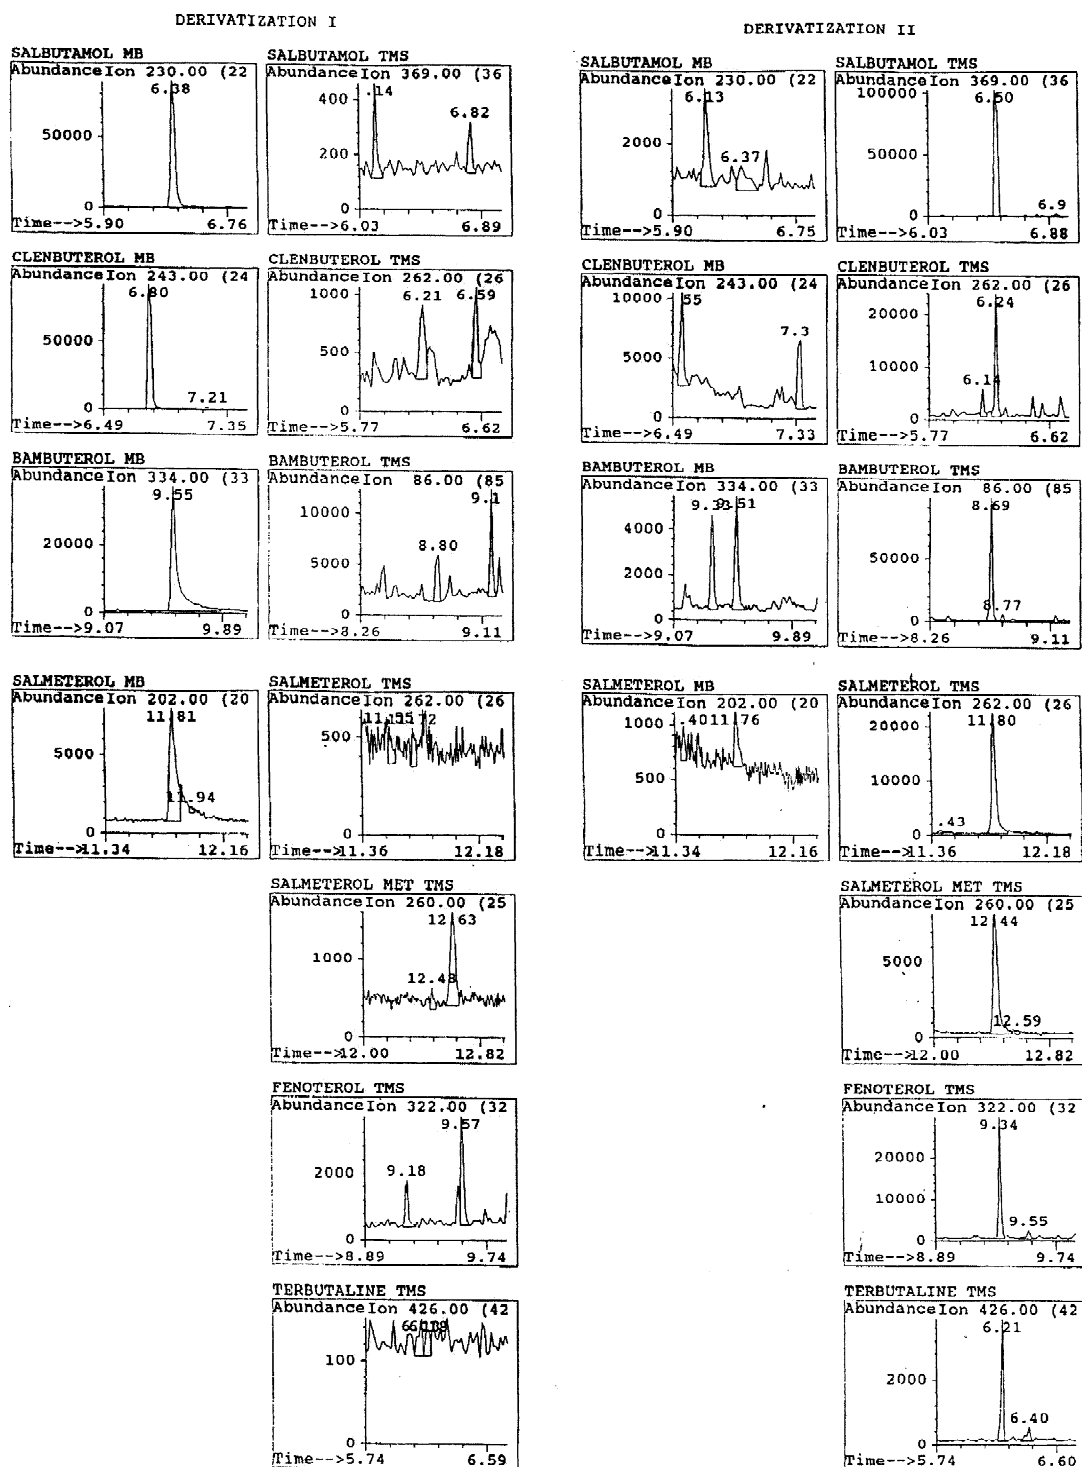 DERIVATIZATION I
SALBUTAMOL MB
Abundance Ion 230.00 (22
6.38
50000
0
Time-->5.90 6.76
SALBUTAMOL TMS
Abundance Ion 369.00 (36
.14
400
6.82
200
0
Time-->6.03 6.89
CLENBUTEROL MB
Abundance Ion 243.00 (24
6.80
50000
7.21
0
Time-->6.49 7.35
CLENBUTEROL TMS
Abundance Ion 262.00 (26
1000
6.21 6.59
500
0
Time-->5.77 6.62
BAMBUTEROL MB
Abundance Ion 334.00 (33
9.55
20000
0
Time-->9.07 9.89
BAMBUTEROL TMS
Abundance Ion 86.00 (85
9.1
10000
8.80
5000
0
Time-->8.26 9.11
SALMETEROL MB
Abundance Ion 202.00 (20
11.81
5000
11.94
0
Time-->11.34 12.16
SALMETEROL TMS
Abundance Ion 262.00 (26
500
0
Time-->11.36 12.18
SALMETEROL MET TMS
Abundance Ion 260.00 (25
12.63
1000
12.48
0
Time-->12.00 12.82
FENOTEROL TMS
Abundance Ion 322.00 (32
9.57
2000
9.18
0
Time-->8.89 9.74
TERBUTALINE TMS
Abundance Ion 426.00 (42
100
0
Time-->5.74 6.59
DERIVATIZATION II
SALBUTAMOL MB
Abundance Ion 230.00 (22
6.13
2000
6.37
0
Time-->5.90 6.75
SALBUTAMOL TMS
Abundance Ion 369.00 (36
100000
6.50
50000
6.9
0
Time-->6.03 6.88
CLENBUTEROL MB
Abundance Ion 243.00 (24
10000
55
7.3
5000
0
Time-->6.49 7.33
CLENBUTEROL TMS
Abundance Ion 262.00 (26
6.24
20000
10000
6.14
0
Time-->5.77 6.62
BAMBUTEROL MB
Abundance Ion 334.00 (33
9.33 9.51
4000
2000
0
Time-->9.07 9.89
BAMBUTEROL TMS
Abundance Ion 86.00 (85
8.69
50000
8.77
0
Time-->8.26 9.11
SALMETEROL MB
Abundance Ion 202.00 (20
1000
.40 11.76
500
0
Time-->11.34 12.16
SALMETEROL TMS
Abundance Ion 262.00 (26
11.80
20000
10000
.43
0
Time-->11.36 12.18
SALMETEROL MET TMS
Abundance Ion 260.00 (25
12.44
5000
12.59
0
Time-->12.00 12.82
FENOTEROL TMS
Abundance Ion 322.00 (32
9.34
20000
10000
9.55
0
Time-->8.89 9.74
TERBUTALINE TMS
Abundance Ion 426.00 (42
6.21
2000
6.40
0
Time-->5.74 6.60